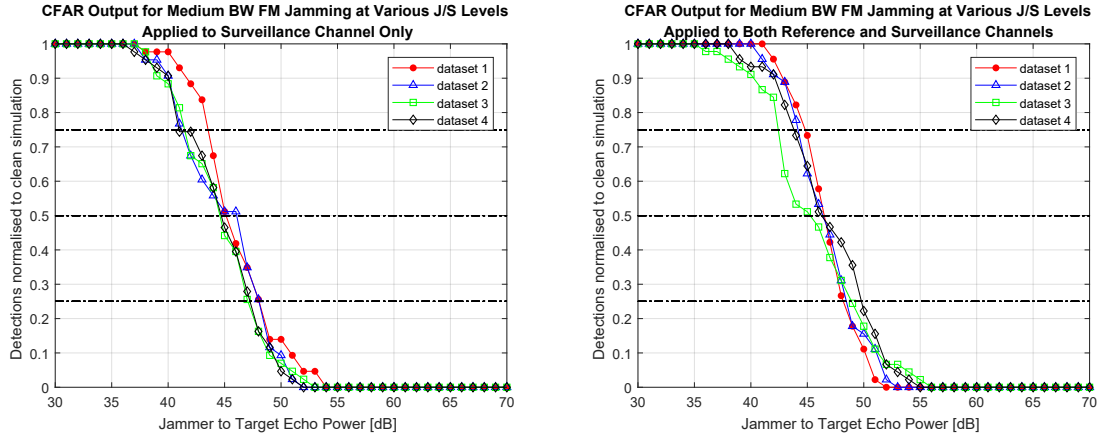 CFAR Output for Medium BW FM Jamming at Various J/S Levels
Applied to Surveillance Channel Only
Detections normalised to clean simulation
1
0.9
0.8
0.7
0.6
0.5
0.4
0.3
0.2
0.1
0
dataset 1
dataset 2
dataset 3
dataset 4
30 35 40 45 50 55 60 65 70
Jammer to Target Echo Power [dB]
CFAR Output for Medium BW FM Jamming at Various J/S Levels
Applied to Both Reference and Surveillance Channels
Detections normalised to clean simulation
1
0.9
0.8
0.7
0.6
0.5
0.4
0.3
0.2
0.1
0
dataset 1
dataset 2
dataset 3
dataset 4
30 35 40 45 50 55 60 65 70
Jammer to Target Echo Power [dB]